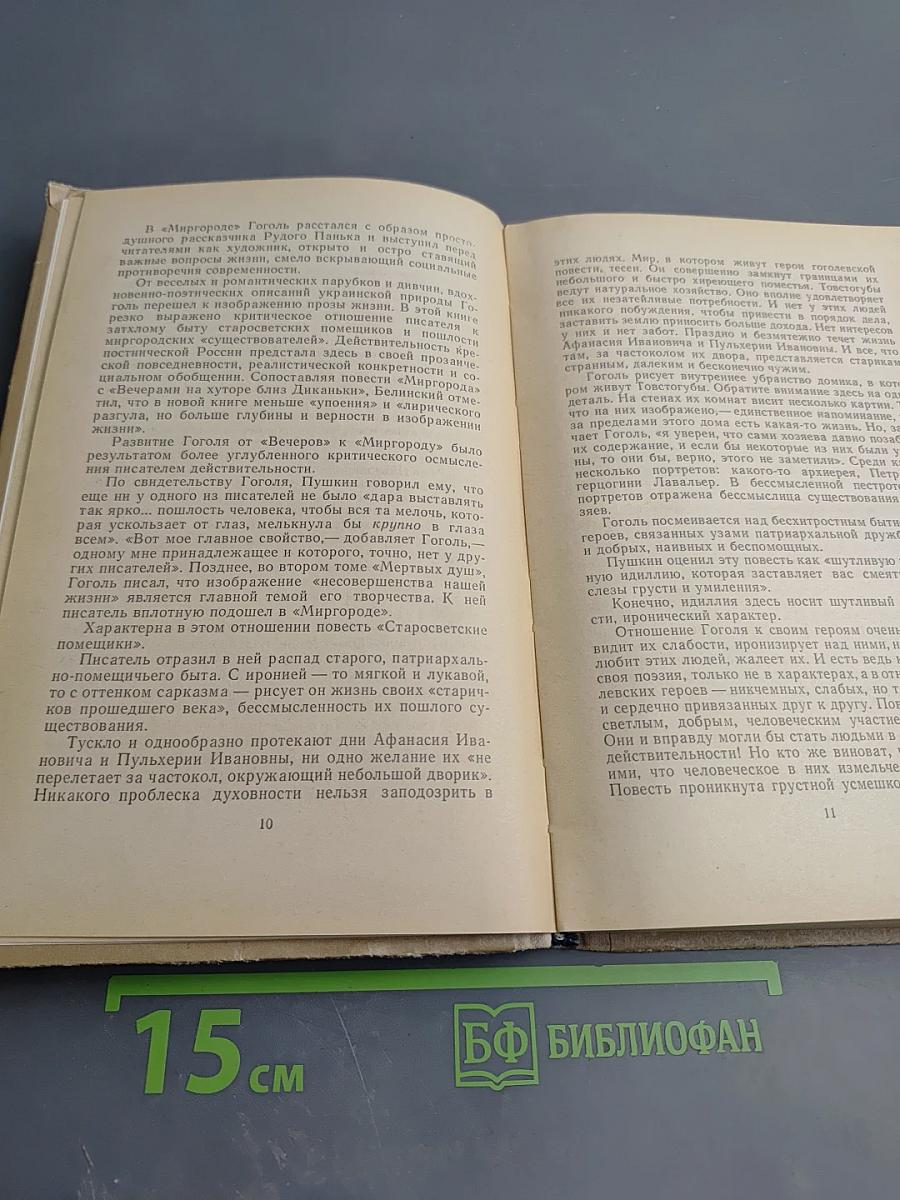 В «Миргороде» Гоголь расстался с образом просто-
душного рассказчика Рудого Панька и выступил перед
читателями как художник, открыто и остро ставящий
важные вопросы жизни, смело вскрывающий социальные
противоречия современности.
От веселых и романтических парубков и дивчин, вдох-
новенно-поэтических описаний украинской природы Го-
голь перешел к изображению прозы жизни. В этой книге
резко выражено критическое отношение писателя к
затхлому быту старосветских помещиков и пошлости
миргородских «существователей». Действительность кре-
постнической России предстала здесь в своей прозаиче-
ской повседневности, реалистической конкретности и со-
циальном обобщении. Сопоставляя повести «Миргорода»
с «Вечерами на хуторе близ Диканьки», Белинский отме-
тил, что в новой книге меньше «упоения» и «лирического
разгула, но больше глубины и верности в изображении
жизни».
Развитие Гоголя от «Вечеров» к «Миргороду» было
результатом более углубленного критического осмысле-
ния писателем действительности.
По свидетельству Гоголя, Пушкин говорил ему, что
еще ни у одного из писателей не было «дара выставлять
так ярко... пошлость человека, чтобы вся та мелочь, кото-
рая ускользает от глаз, мелькнула бы крупно в глаза
всем». «Вот мое главное свойство,— добавляет Гоголь,—
одному мне принадлежащее и которого, точно, нет у дру-
гих писателей». Позднее, во втором томе «Мертвых душ»,
Гоголь писал, что изображение «несовершенства нашей
жизни» является главной темой его творчества. К ней
писатель вплотную подошел в «Миргороде».
Характерна в этом отношении повесть «Старосветские
помещики».
Писатель отразил в ней распад старого, патриархаль-
но-помещичьего быта. С иронией — то мягкой и лукавой,
то с оттенком сарказма — рисует он жизнь своих «старич-
ков прошедшего века», бессмысленность их пошлого су-
ществования.
Тускло и однообразно протекают дни Афанасия Ива-
новича и Пульхерии Ивановны, ни одно желание их «не
перелетает за частокол, окружающий небольшой дворик».
Никакого проблеска духовности нельзя заподозрить в
10
этих людях. Мир, в котором живут герои гоголевской
повести, тесен. Он совершенно замкнут границами их
небольшого и быстро хиреющего поместья. Товстогубы
ведут натуральное хозяйство. Оно вполне удовлетворяет
все их незатейливые потребности. И нет у этих людей
никакого побуждения, чтобы привести в порядок дела,
заставить землю приносить больше дохода. Нет интересов
у них и нет забот. Праздно и безмятежно течет жизнь
Афанасия Ивановича и Пульхерии Ивановны. И все, что
там, за частоколом их двора, представляется старикам
странным, далеким и бесконечно чужим.
Гоголь рисует внутреннее убранство домика, в кото-
ром живут Товстогубы. Обратите внимание здесь на одну
деталь. На стенах их комнат висит несколько картин. Т
что на них изображено,— единственное напоминание,
за пределами этого дома есть какая-то жизнь. Но, за
чает Гоголь, «я уверен, что сами хозяева давно позаб
их содержание, и если бы некоторые из них были у
ны, то они бы, верно, этого не заметили». Среди к
несколько портретов: какого-то архиерея, Петр
герцогини Лавальер. В бессмысленной пестроте
портретов отражена бессмыслица существования
зяев.
Гоголь посмеивается над бесхитростным быти
героев, связанных узами патриархальной дружб
и добрых, наивных и беспомощных.
Пушкин оценил эту повесть как «шутливую
ную идиллию, которая заставляет вас смеять
слезы грусти и умиления».
Конечно, идиллия здесь носит шутливый
сти, иронический характер.
Отношение Гоголя к своим героям очень
видит их слабости, иронизирует над ними, н
любит этих людей, жалеет их. И есть ведь
своя поэзия, только не в характерах, а в отн
левских героев — никчемных, слабых, но т
и сердечно привязанных друг к другу. Пов
светлым, добрым, человеческим участие
Они и вправду могли бы стать людьми в
действительности! Но кто же виноват,
ими, что человеческое в них измельче
Повесть проникнута грустной усмешко
11
15 см
БФ БИБЛИОФАН